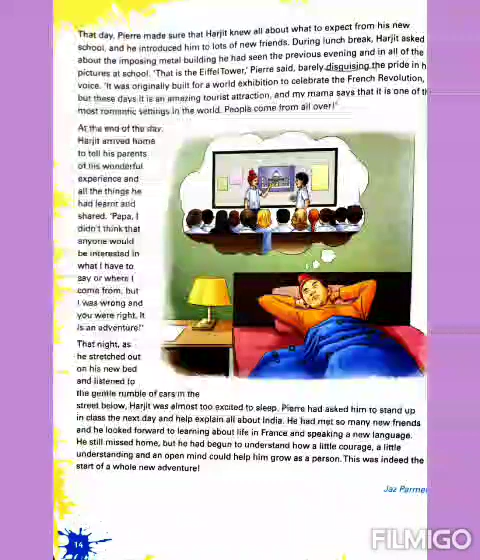 That day, Pierre made sure that Harjit knew all about what to expect from his new
school, and he introduced him to lots of new friends. During lunch break, Harjit asked
about the imposing metal building he had seen the previous evening and in all of the
pictures at school. 'That is the Eiffel Tower,' Pierre said, barely disguising the pride in h
voice. 'It was originally built for a world exhibition to celebrate the French Revolution,
but these days it is an amazing tourist attraction, and my mama says that it is one of th
most romantic settings in the world. People come from all over!'
At the end of the day,
Harjit arrived home
to tell his parents
of his wonderful
experience and
all the things he
had learnt and
shared. 'Papa, I
didn't think that
anyone would
be interested in
what I have to
say or where I
come from, but
I was wrong and
you were right. It
is an adventure!'
That night, as
he stretched out
on his new bed
and listened to
the gentle rumble of cars in the
street below, Harjit was almost too excited to sleep. Pierre had asked him to stand up
in class the next day and help explain all about India. He had met so many new friends
and he looked forward to learning about life in France and speaking a new language.
He still missed home, but he had begun to understand how a little courage, a little
understanding and an open mind could help him grow as a person. This was indeed the
start of a whole new adventure!
Jaz Parmer
14
FILMIGO